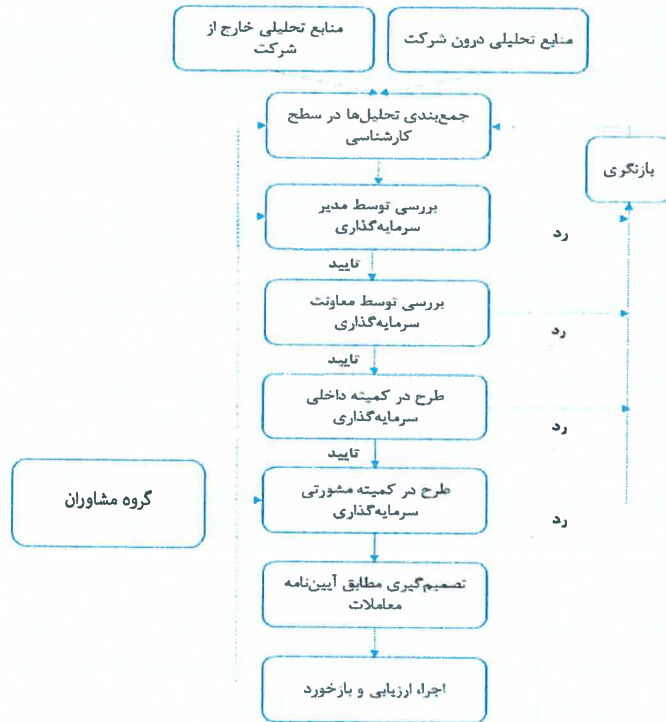 منابع تحلیلی درون شرکت
منابع تحلیلی خارج از
شرکت
جمع‌بندی تحلیل‌ها در سطح
کارشناسی
بازنگری
بررسی توسط مدیر
سرمایه‌گذاری
رد
تایید
بررسی توسط معاونت
سرمایه‌گذاری
رد
تایید
طرح در کمیته داخلی
سرمایه‌گذاری
رد
تایید
گروه مشاوران
طرح در کمیته مشورتی
سرمایه‌گذاری
رد
تصمیم‌گیری مطابق آیین‌نامه
معاملات
اجرا، ارزیابی و بازخورد